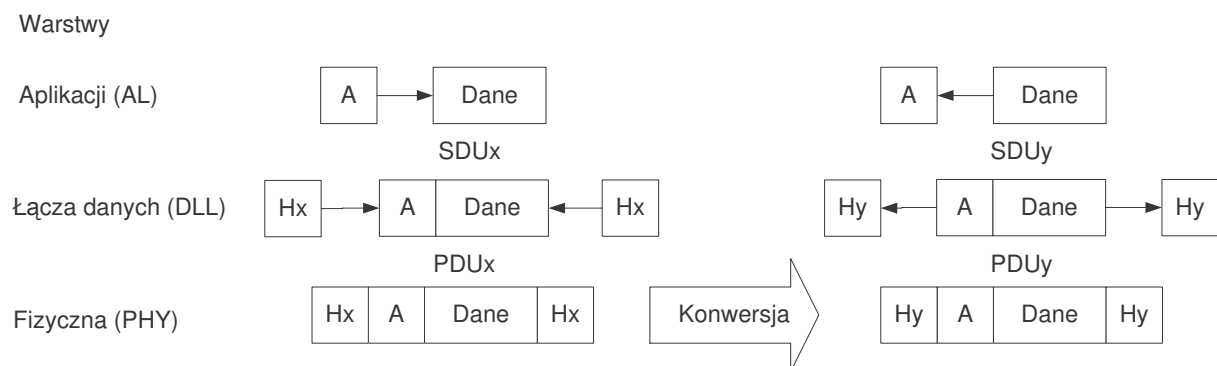 Warstwy
Aplikacji (AL) A Dane A Dane
SDUx SDUy
Łącza danych (DLL) Hx A Dane Hx Hy A Dane Hy
PDUx PDUy
Fizyczna (PHY) Hx A Dane Hx Konwersja Hy A Dane Hy